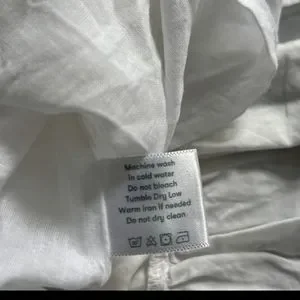 Machine wash
in cold water
Do not bleach
Tumble Dry Low
Warm iron if needed
Do not dry clean